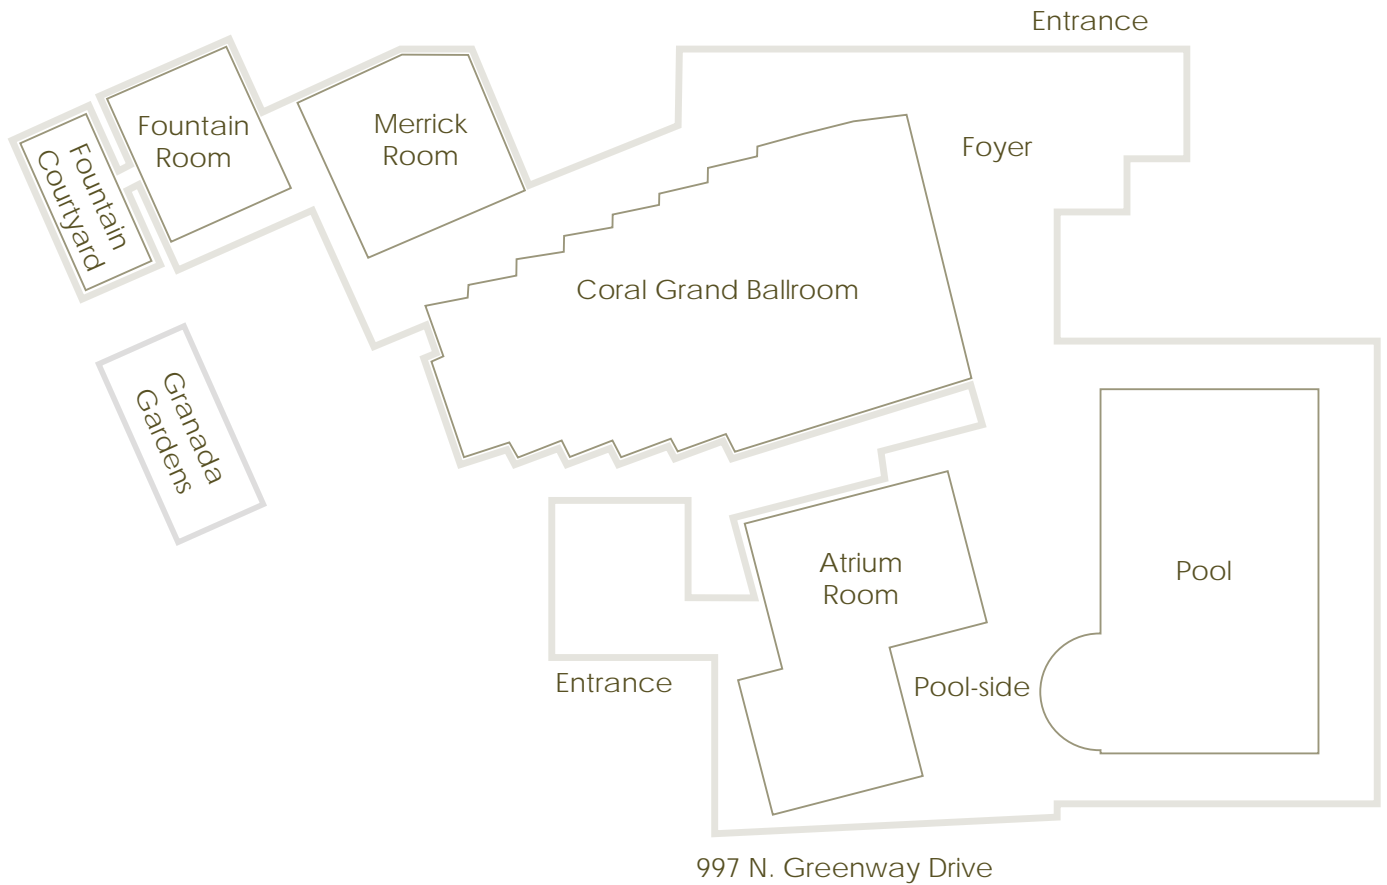 Entrance
Fountain
Room
Merrick
Room
Foyer
Fountain
Courtyard
Coral Grand Ballroom
Granada
Gardens
Atrium
Room
Pool
Entrance
Pool-side
997 N. Greenway Drive